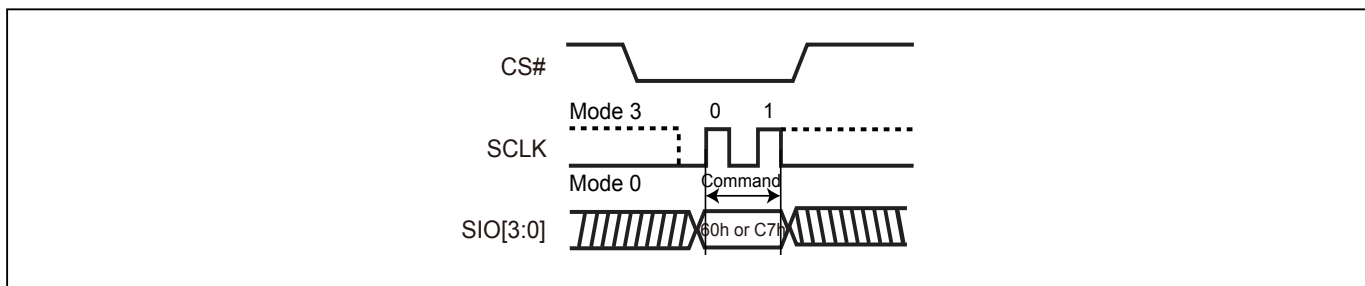 CS#
Mode 3 0 1
SCLK
Mode 0 Command
SIO[3:0] 60h or C7h